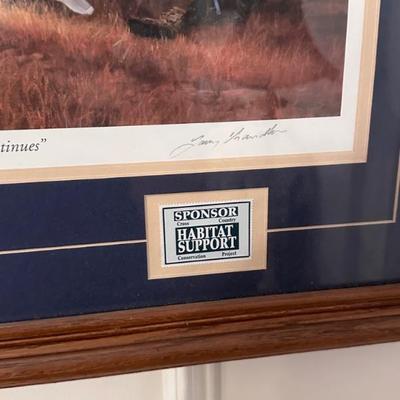 tinues"
SPONSOR
Cross Country
HABITAT
SUPPORT
Conservation Project